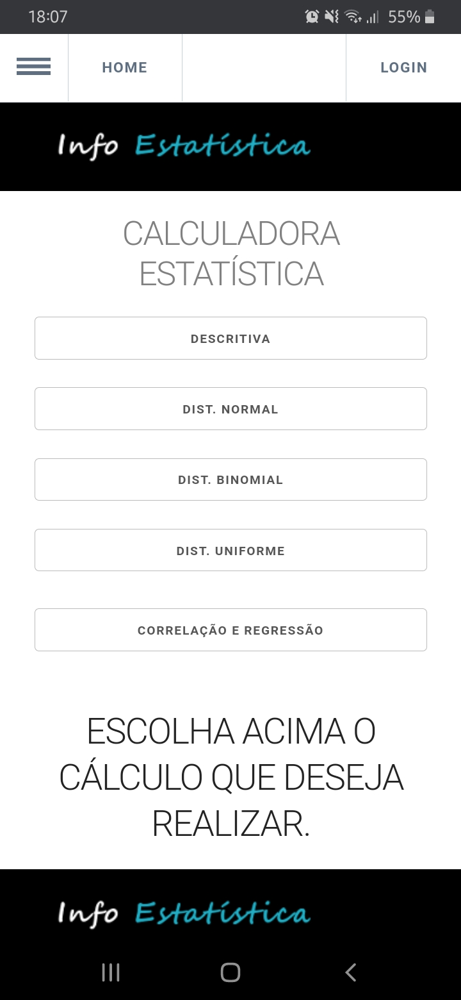 18:07
55%
HOME
LOGIN
Info Estatística
CALCULADORA
ESTATÍSTICA
DESCRITIVA
DIST. NORMAL
DIST. BINOMIAL
DIST. UNIFORME
CORRELAÇÃO E REGRESSÃO
ESCOLHA ACIMA O
CÁLCULO QUE DESEJA
REALIZAR.
Info Estatística